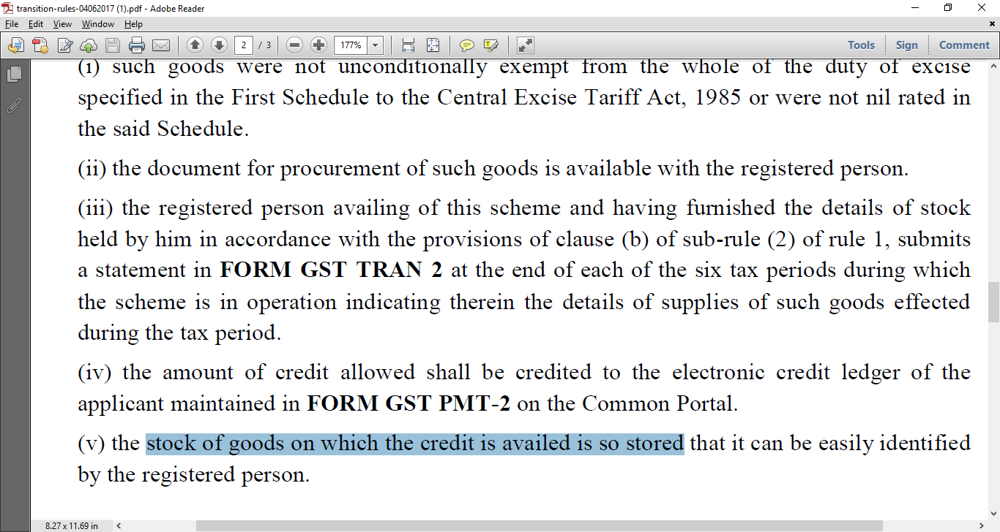 transition-rules-04062017 (1).pdf - Adobe Reader
File Edit View Window Help
2 / 3 177% Tools Sign Comment
(i) such goods were not unconditionally exempt from the whole of the duty of excise
specified in the First Schedule to the Central Excise Tariff Act, 1985 or were not nil rated in
the said Schedule.
(ii) the document for procurement of such goods is available with the registered person.
(iii) the registered person availing of this scheme and having furnished the details of stock
held by him in accordance with the provisions of clause (b) of sub-rule (2) of rule 1, submits
a statement in FORM GST TRAN 2 at the end of each of the six tax periods during which
the scheme is in operation indicating therein the details of supplies of such goods effected
during the tax period.
(iv) the amount of credit allowed shall be credited to the electronic credit ledger of the
applicant maintained in FORM GST PMT-2 on the Common Portal.
(v) the stock of goods on which the credit is availed is so stored that it can be easily identified
by the registered person.
8.27 x 11.69 in